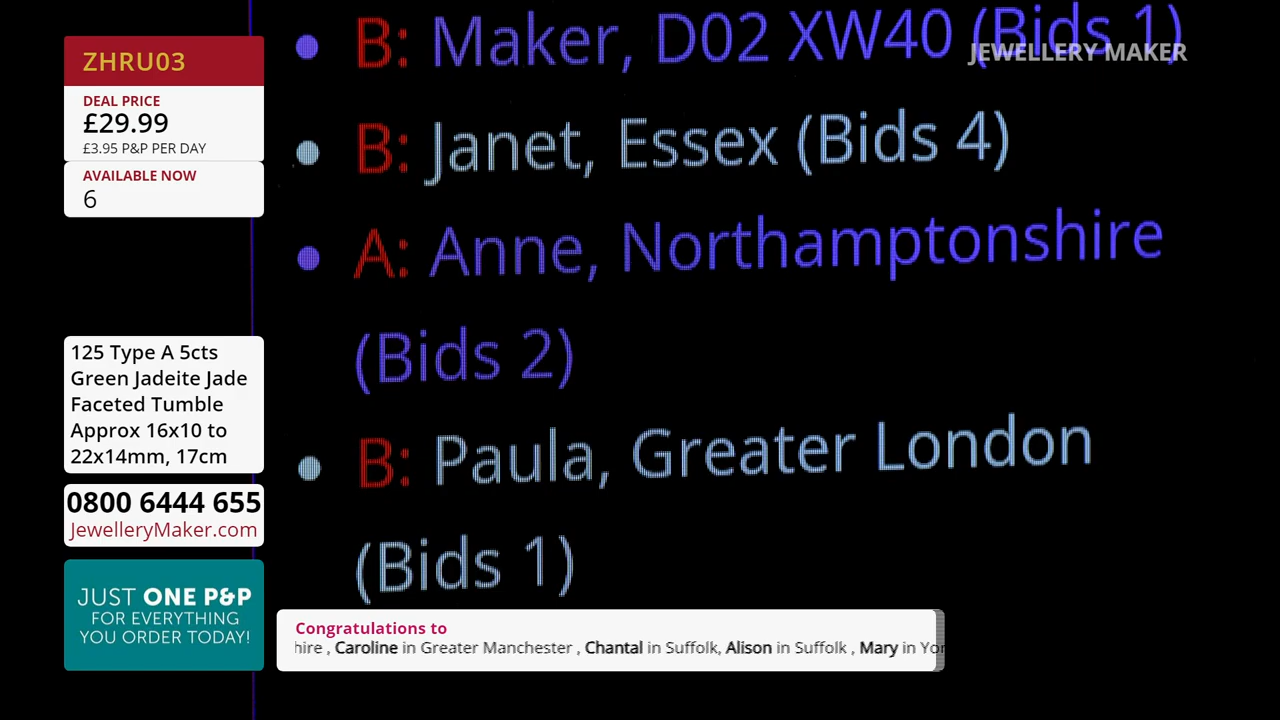 ZHRU03
DEAL PRICE
£29.99
£3.95 P&P PER DAY
AVAILABLE NOW
6
125 Type A 5cts
Green Jadeite Jade
Faceted Tumble
Approx 16x10 to
22x14mm, 17cm
0800 6444 655
JewelleryMaker.com
JUST ONE P&P
FOR EVERYTHING
YOU ORDER TODAY!
JEWELLERY MAKER
• B: Maker, D02 XW40 (Bids 1)
• B: Janet, Essex (Bids 4)
• A: Anne, Northamptonshire
(Bids 2)
• B: Paula, Greater London
(Bids 1)
Congratulations to
hire , Caroline in Greater Manchester , Chantal in Suffolk, Alison in Suffolk , Mary in Yor